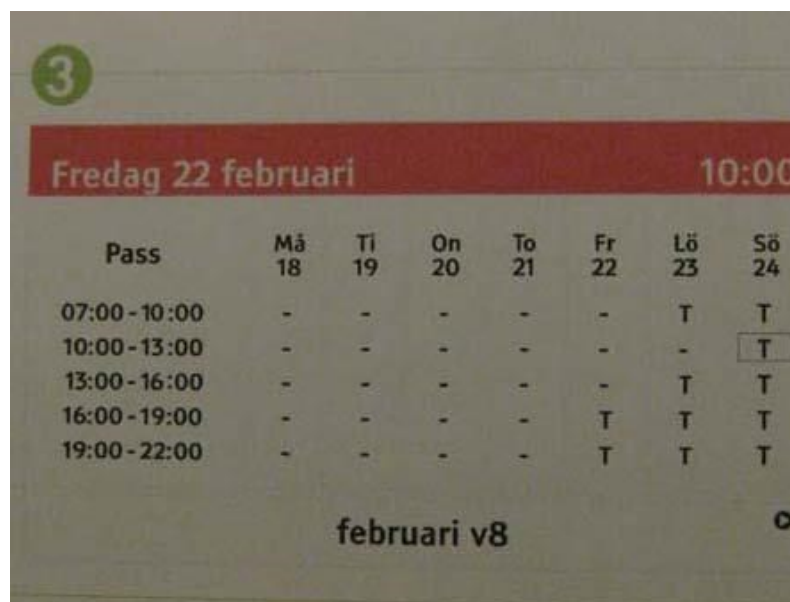 3
Fredag 22 februari 10:00
Pass Må Ti On To Fr Lö Sö
18 19 20 21 22 23 24
07:00-10:00 - - - - - T T
10:00-13:00 - - - - - - T
13:00-16:00 - - - - - T T
16:00-19:00 - - - - T T T
19:00-22:00 - - - - T T T
februari v8